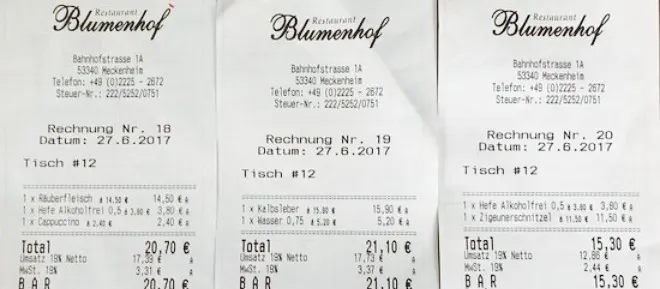 Restaurant
Blumenhof
Bahnhofstrasse 1A
53340 Meckenheim
Telefon: +49 (0)2225 - 2672
Steuer-Nr.: 222/5252/0751
Rechnung Nr. 18
Datum: 27.6.2017
Tisch #12
1 x Räuberfleisch à 14,50 € 14,50 € A
1 x Hefe Alkoholfrei 0,5 à 3,80 € 3,80 € A
1 x Cappuccino à 2,40 € 2,40 € A
Total 20,70 €
Umsatz 19% Netto 17,39 € A
MwSt. 19% 3,31 € A
BAR 20,70 €
Restaurant
Blumenhof
Bahnhofstrasse 1A
53340 Meckenheim
Telefon: +49 (0)2225 - 2672
Steuer-Nr.: 222/5252/0751
Rechnung Nr. 19
Datum: 27.6.2017
Tisch #12
1 x Kalbsleber à 15,90 € 15,90 € A
1 x Wasser 0,75 à 5,20 € 5,20 € A
Total 21,10 €
Umsatz 19% Netto 17,73 € A
MwSt. 19% 3,37 € A
BAR 21,10 €
Restaurant
Blumenhof
Bahnhofstrasse 1A
53340 Meckenheim
Telefon: +49 (0)2225 - 2672
Steuer-Nr.: 222/5252/0751
Rechnung Nr. 20
Datum: 27.6.2017
Tisch #12
1 x Hefe Alkoholfrei 0,5 à 3,80 € 3,80 € A
1 x Zigeunerschnitzel à 11,50 € 11,50 € A
Total 15,30 €
Umsatz 19% Netto 12,86 € A
MwSt. 19% 2,44 € A
BAR 15,30 €